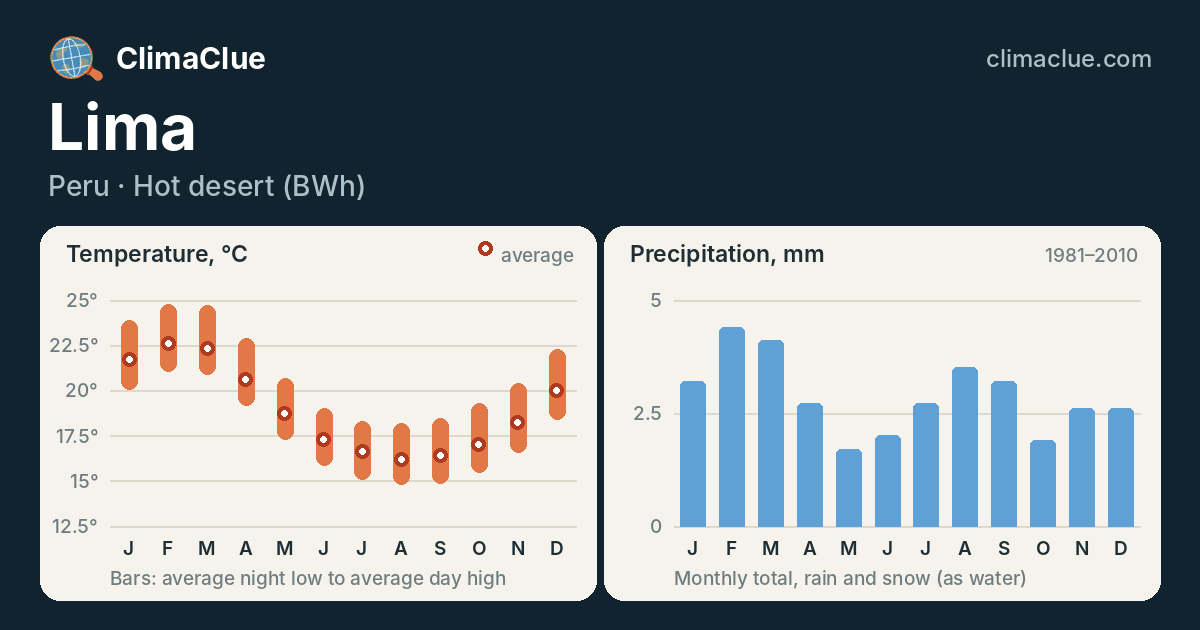 ClimaClue
climaclue.com
Lima
Peru · Hot desert (BWh)
Temperature, °C
average
25°
22.5°
20°
17.5°
15°
12.5°
J F M A M J J A S O N D
Bars: average night low to average day high
Precipitation, mm
1981–2010
5
2.5
0
J F M A M J J A S O N D
Monthly total, rain and snow (as water)